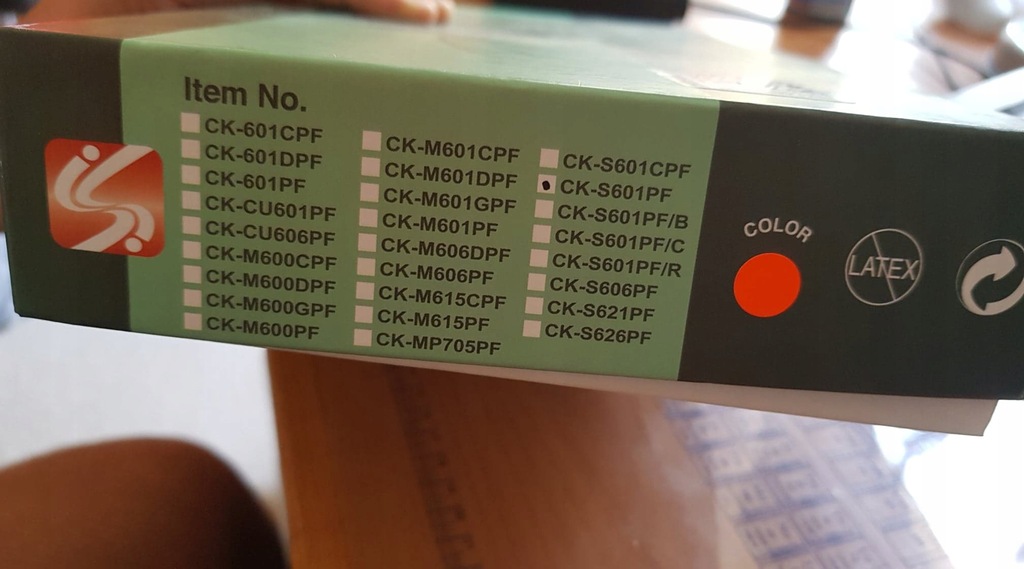 Item No.
CK-601CPF
CK-601DPF
CK-601PF
CK-CU601PF
CK-CU606PF
CK-M600CPF
CK-M600DPF
CK-M600GPF
CK-M600PF
CK-M601CPF
CK-M601DPF
CK-M601GPF
CK-M601PF
CK-M606DPF
CK-M606PF
CK-M615CPF
CK-M615PF
CK-MP705PF
CK-S601CPF
CK-S601PF
CK-S601PF/B
CK-S601PF/C
CK-S601PF/R
CK-S606PF
CK-S621PF
CK-S626PF
COLOR
LATEX